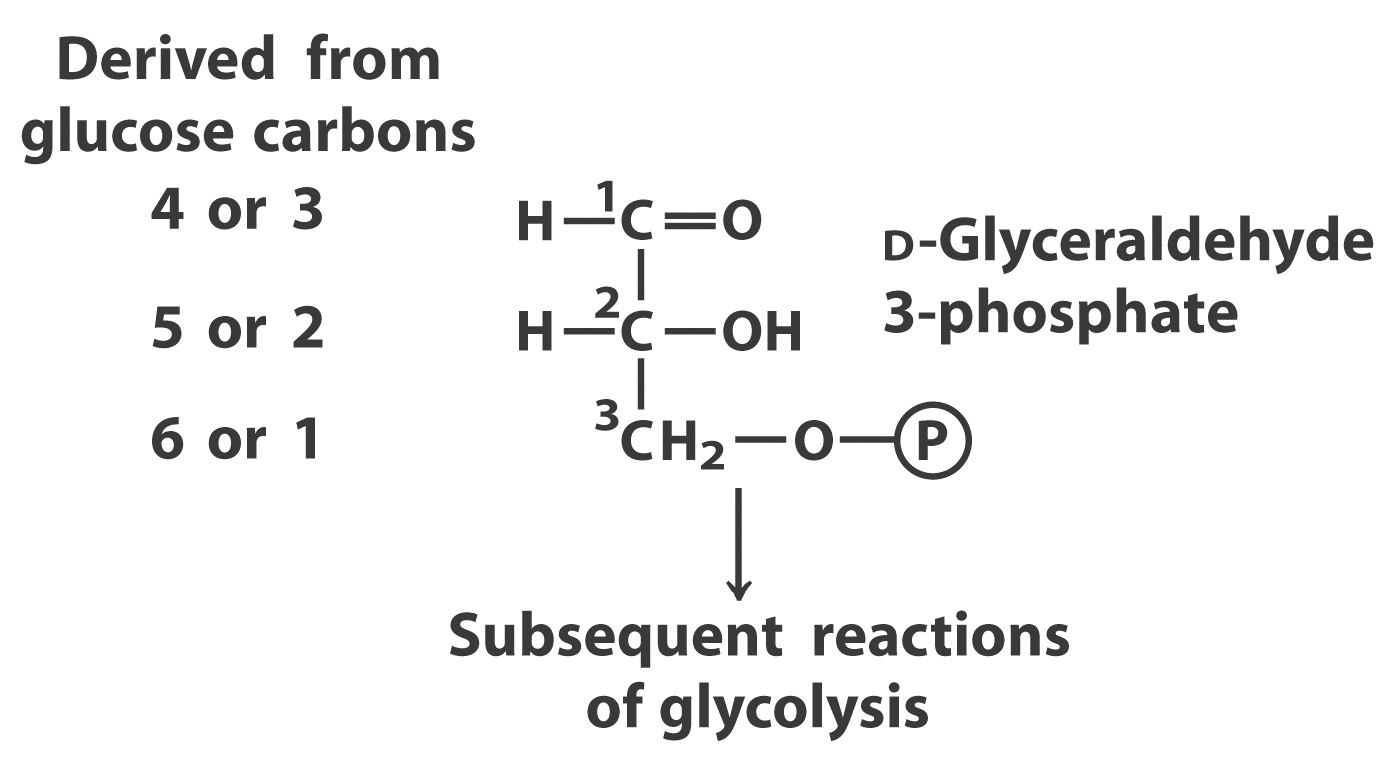 Derived from
glucose carbons
4 or 3
H—¹C=O
5 or 2
H—²C—OH
6 or 1
³CH₂—O—P
D-Glyceraldehyde
3-phosphate
Subsequent reactions
of glycolysis